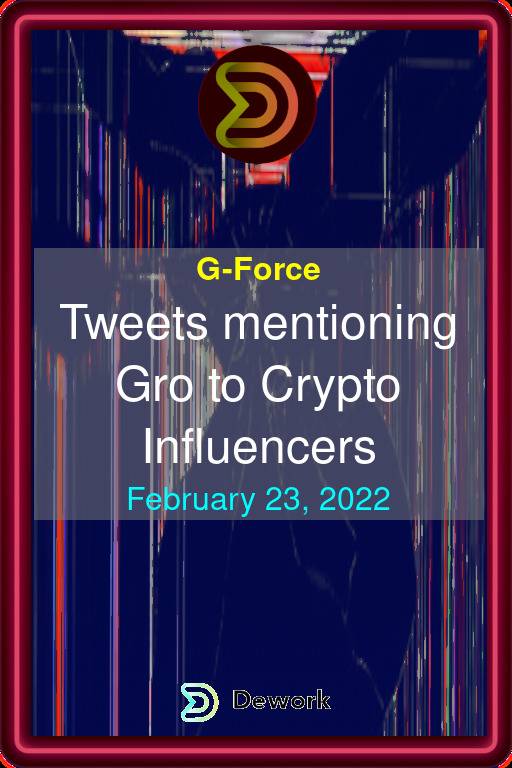 G-Force
Tweets mentioning
Gro to Crypto
Influencers
February 23, 2022
Dework